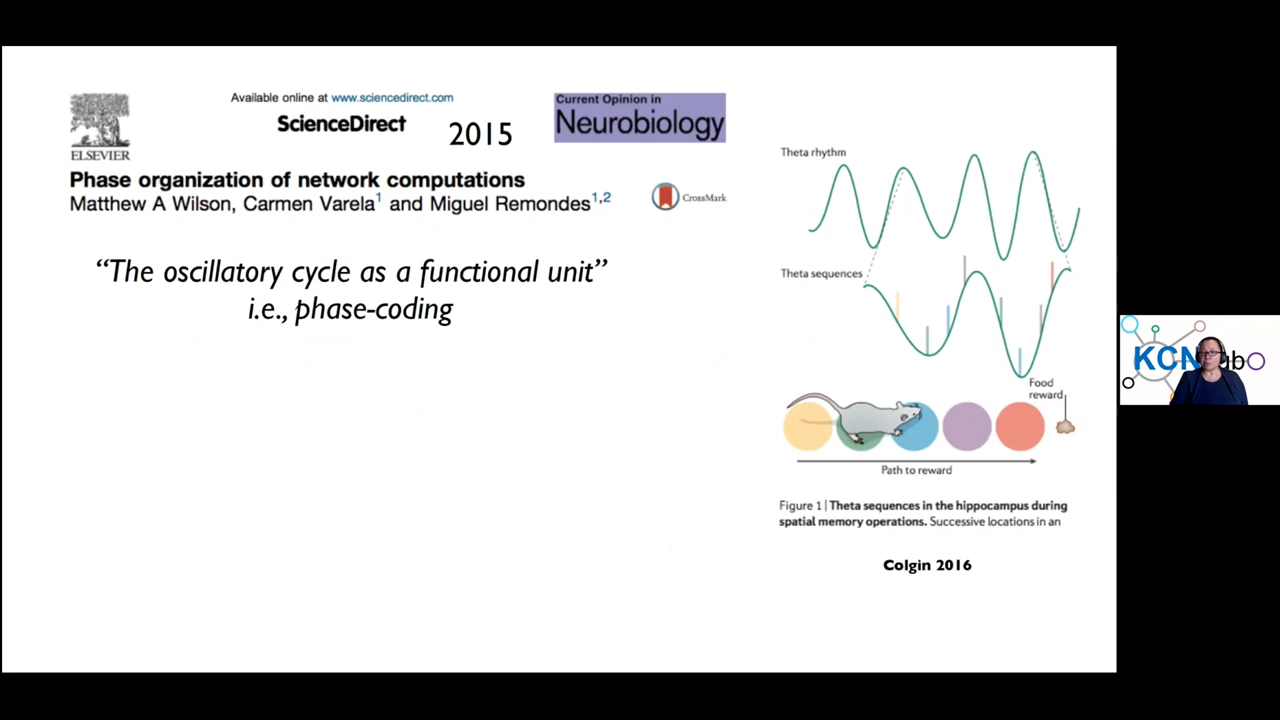 Available online at www.sciencedirect.com
ScienceDirect
2015
Current Opinion in
Neurobiology
ELSEVIER
Phase organization of network computations
Matthew A Wilson, Carmen Varela1 and Miguel Remondes1,2
CrossMark
“The oscillatory cycle as a functional unit”
i.e., phase-coding
Theta rhythm
Theta sequences
Food
reward
Path to reward
Figure 1 | Theta sequences in the hippocampus during
spatial memory operations. Successive locations in an
Colgin 2016
KCN
ub